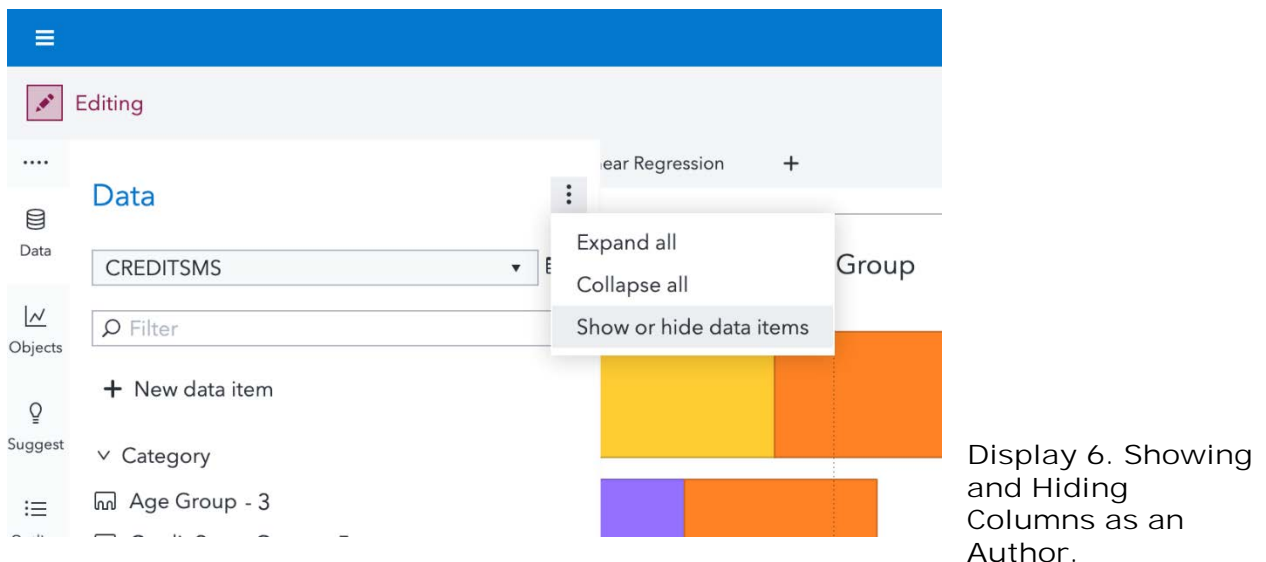 Editing
ear Regression +
Data
Data
CREDITSMS
Expand all
Collapse all
Show or hide data items
Group
Filter
Objects
+ New data item
Suggest
Category
Age Group - 3
Display 6. Showing
and Hiding
Columns as an
Author.